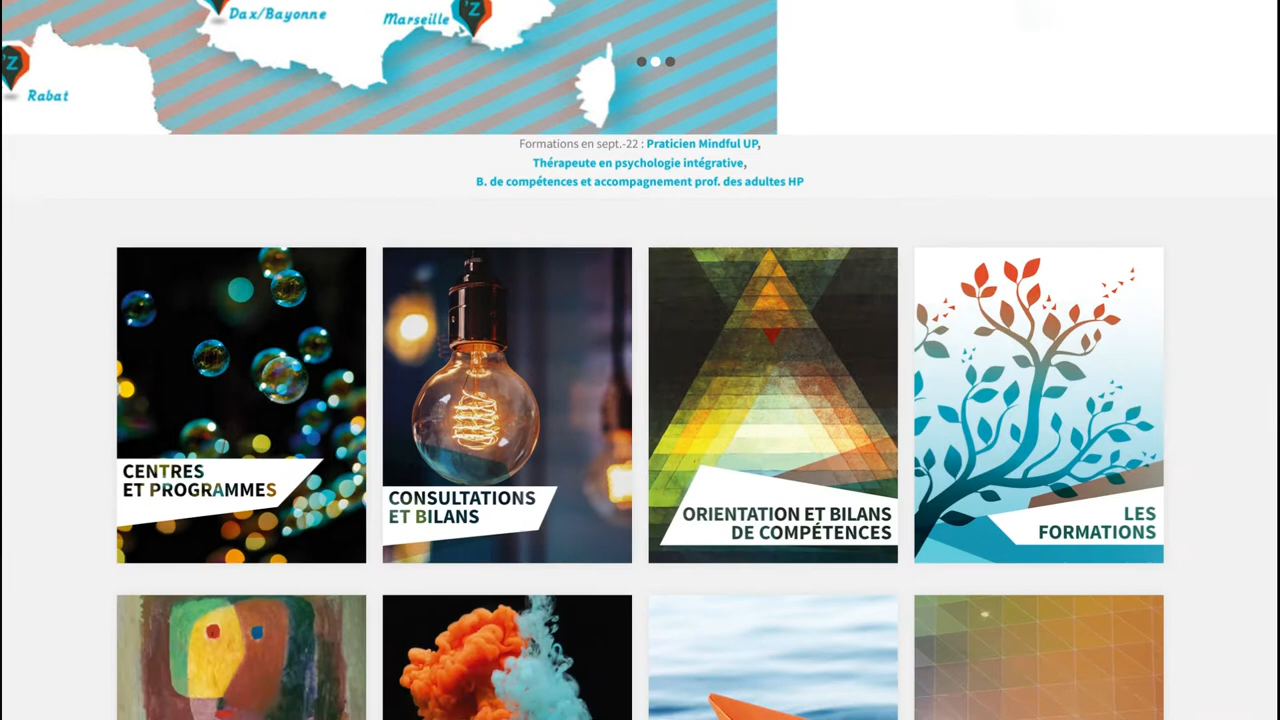 Dax/Bayonne
Marseille
'Z
'Z
Rabat
Formations en sept.-22 : Praticien Mindful UP,
Thérapeute en psychologie intégrative,
B. de compétences et accompagnement prof. des adultes HP
CENTRES
ET PROGRAMMES
CONSULTATIONS
ET BILANS
ORIENTATION ET BILANS
DE COMPÉTENCES
LES
FORMATIONS